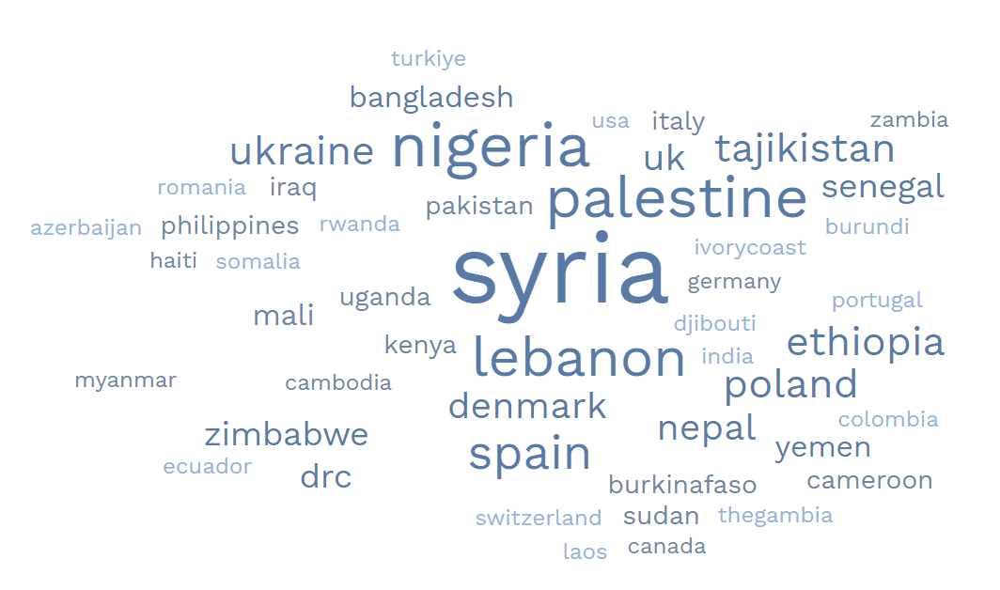 turkiye
bangladesh
usa italy zambia
ukraine nigeria uk tajikistan
romania iraq pakistan palestine senegal
azerbaijan philippines rwanda burundi
haiti somalia syria ivorycoast
germany
mali uganda djibouti portugal
kenya lebanon india ethiopia
myanmar cambodia poland
denmark colombia
zimbabwe nepal
ecuador drc spain yemen
burkinafaso cameroon
switzerland sudan thegambia
laos canada